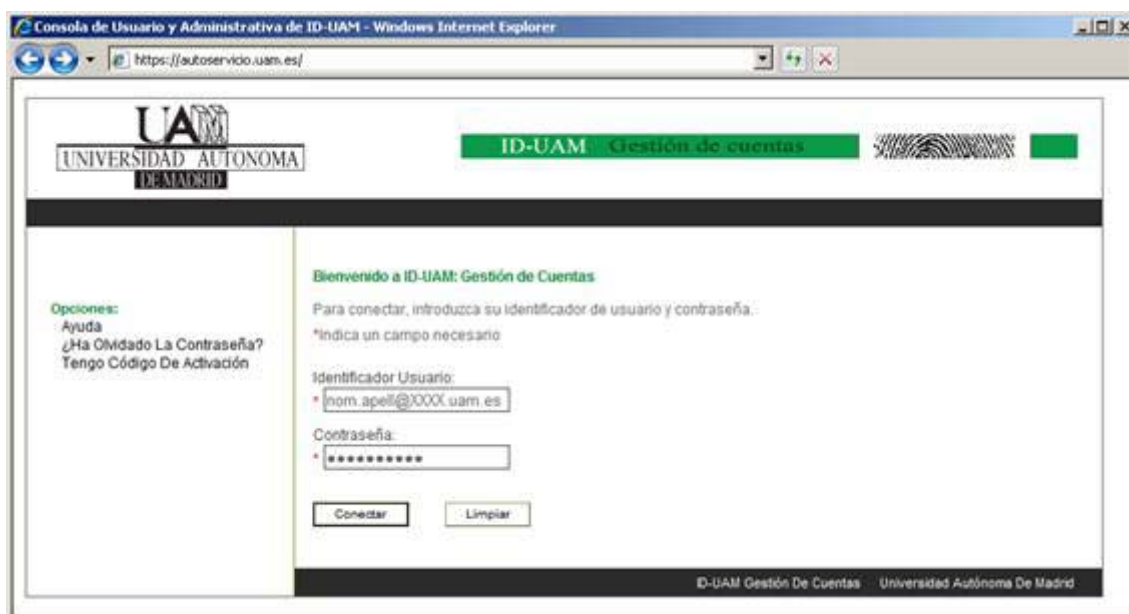 Consola de Usuario y Administrativa de ID-UAM - Windows Internet Explorer
https://autoservicio.uam.es/
UAM
UNIVERSIDAD AUTONOMA
DE MADRID
ID-UAM Gestión de cuentas
Bienvenido a ID-UAM: Gestión de Cuentas
Para conectar, introduzca su identificador de usuario y contraseña.
*Indica un campo necesario
Opciones:
Ayuda
¿Ha Olvidado La Contraseña?
Tengo Código De Activación
Identificador Usuario:
* nom.apell@XXXX.uam.es
Contraseña:
* ●●●●●●●●●●
Conectar Limpiar
ID-UAM Gestión De Cuentas Universidad Autónoma De Madrid